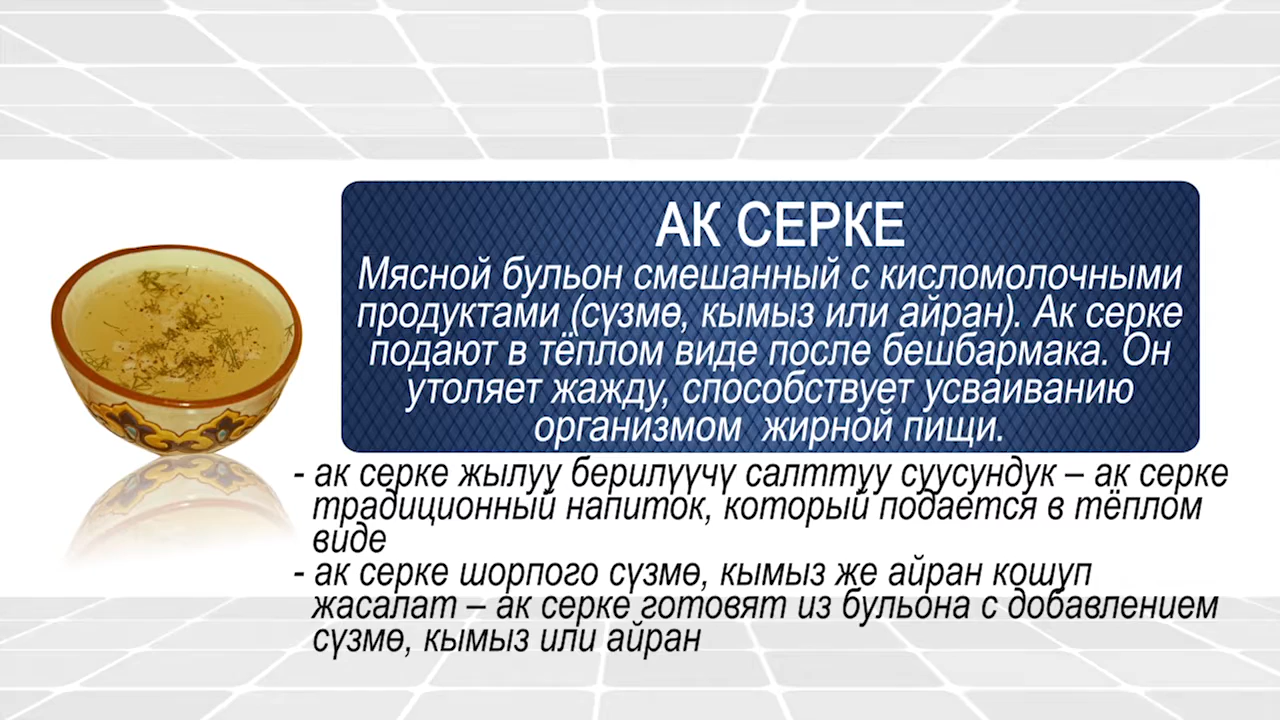 АК СЕРКЕ
Мясной бульон смешанный с кисломолочными
продуктами (сүзмө, кымыз или айран). Ак серке
подают в тёплом виде после бешбармака. Он
утоляет жажду, способствует усваиванию
организмом жирной пищи.
- ак серке жылуу берилүүчү салттуу суусундук – ак серке
традиционный напиток, который подается в тёплом
виде
- ак серке шорпого сүзмө, кымыз же айран кошуп
жасалат – ак серке готовят из бульона с добавлением
сүзмө, кымыз или айран